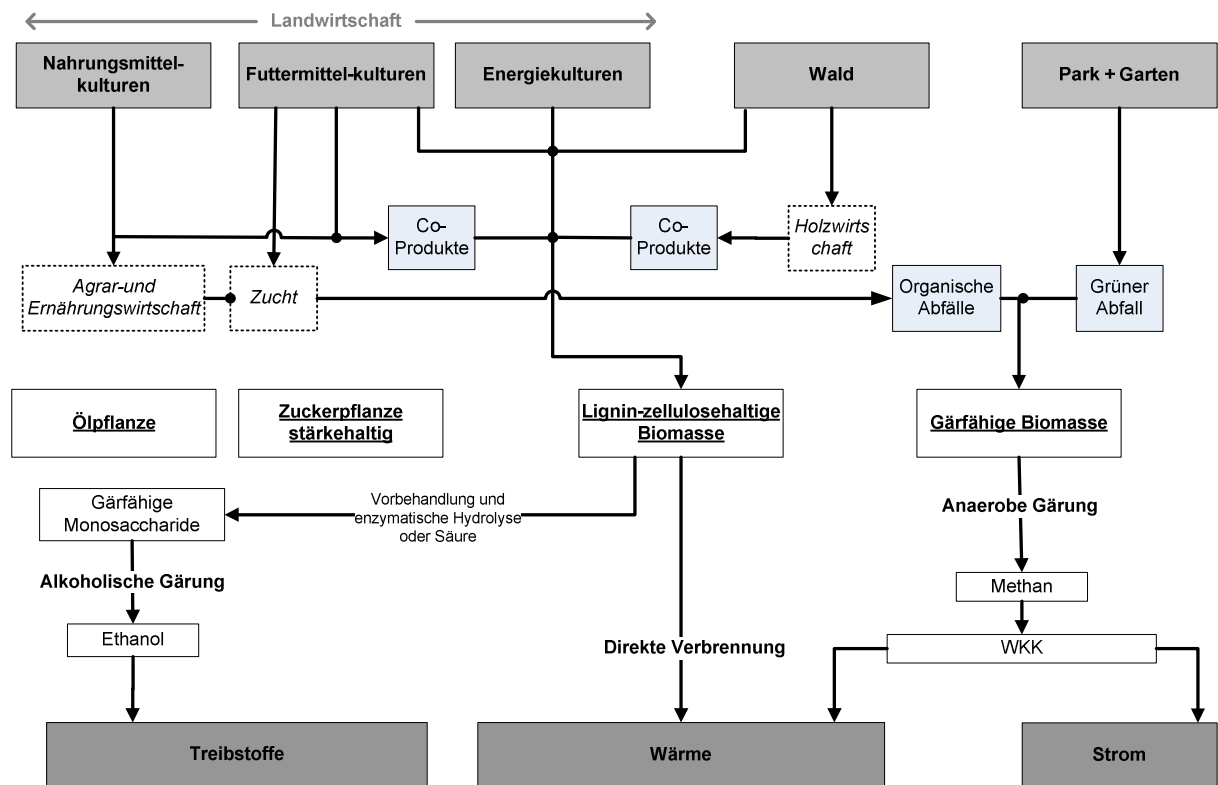 Landwirtschaft
Nahrungsmittel-
kulturen
Futtermittel-kulturen
Energiekulturen
Wald
Park + Garten
Co-
Produkte
Co-
Produkte
Holzwirts
chaft
Agrar-und
Ernährungswirtschaft
Zucht
Organische
Abfälle
Grüner
Abfall
Ölpflanze
Zuckerpflanze
stärkehaltig
Lignin-zellulosehaltige
Biomasse
Gärfähige Biomasse
Gärfähige
Monosaccharide
Vorbehandlung und
enzymatische Hydrolyse
oder Säure
Anaerobe Gärung
Alkoholische Gärung
Methan
Ethanol
Direkte Verbrennung
WKK
Treibstoffe
Wärme
Strom